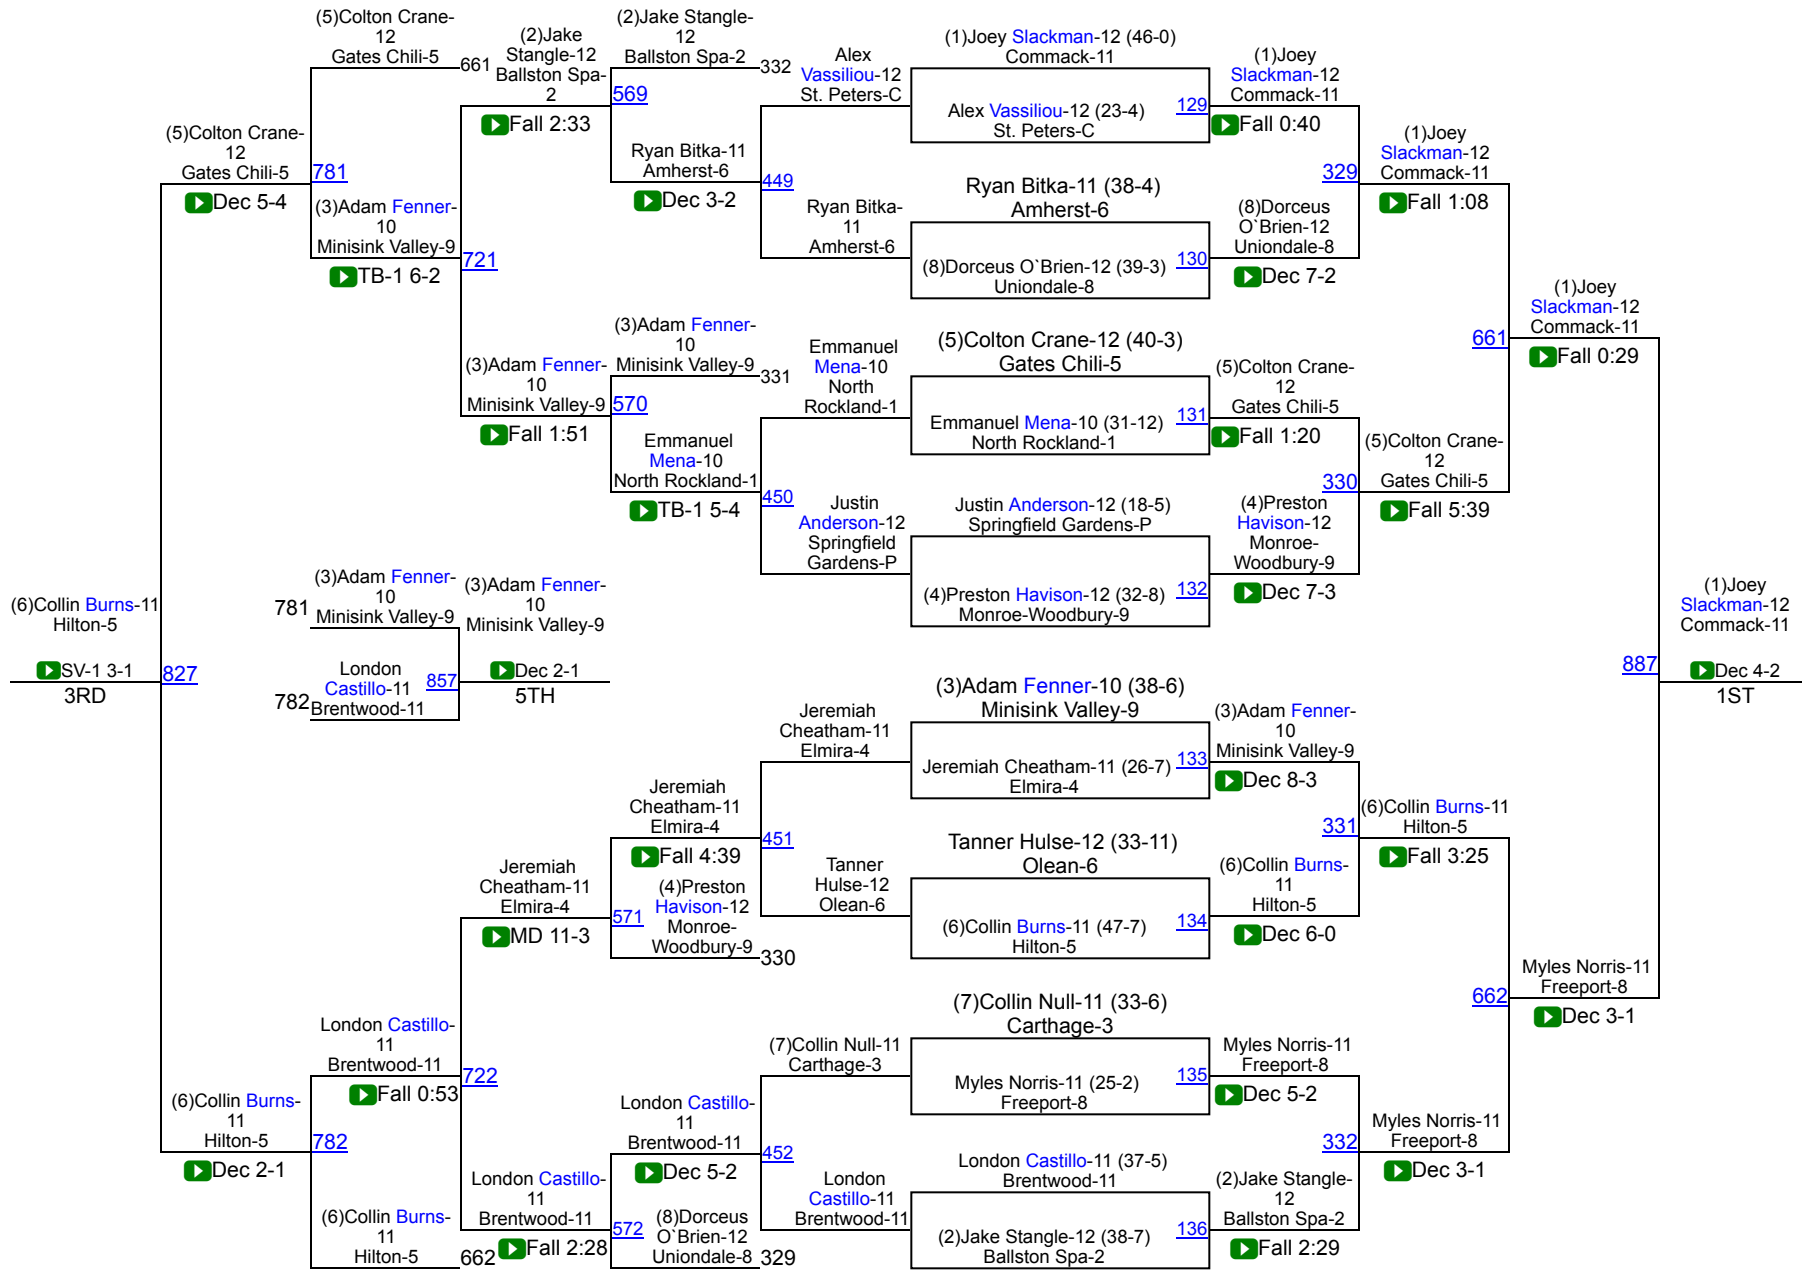 (5)Colton Crane-
12
Gates Chili-5
661
(2)Jake
Stangle-12
Ballston Spa-
2
Fall 2:33
(2)Jake Stangle-
12
Ballston Spa-2
332
569
Ryan Bitka-11
Amherst-6
Dec 3-2
Alex
Vassiliou-12
St. Peters-C
449
Ryan Bitka-
11
Amherst-6
(1)Joey Slackman-12 (46-0)
Commack-11
Alex Vassiliou-12 (23-4)
St. Peters-C
129
Ryan Bitka-11 (38-4)
Amherst-6
(8)Dorceus O`Brien-12 (39-3)
Uniondale-8
130
(1)Joey
Slackman-12
Commack-11
Fall 0:40
329
(8)Dorceus
O`Brien-12
Uniondale-8
Dec 7-2
(1)Joey
Slackman-12
Commack-11
Fall 1:08
(5)Colton Crane-
12
Gates Chili-5
Dec 5-4
781
(3)Adam Fenner-
10
Minisink Valley-9
TB-1 6-2
721
(3)Adam Fenner-
10
Minisink Valley-9
Fall 1:51
(3)Adam Fenner-
10
Minisink Valley-9
331
570
Emmanuel
Mena-10
North Rockland-1
TB-1 5-4
Emmanuel
Mena-10
North
Rockland-1
450
Justin
Anderson-12
Springfield
Gardens-P
(5)Colton Crane-12 (40-3)
Gates Chili-5
Emmanuel Mena-10 (31-12)
North Rockland-1
131
Justin Anderson-12 (18-5)
Springfield Gardens-P
(4)Preston Havison-12 (32-8)
Monroe-Woodbury-9
132
(5)Colton Crane-
12
Gates Chili-5
Fall 1:20
330
(4)Preston
Havison-12
Monroe-
Woodbury-9
Dec 7-3
(5)Colton Crane-
12
Gates Chili-5
Fall 5:39
661
(1)Joey
Slackman-12
Commack-11
Fall 0:29
(6)Collin Burns-11
Hilton-5
SV-1 3-1
3RD
827
781
(3)Adam Fenner-
10
Minisink Valley-9
782
London
Castillo-11
Brentwood-11
857
(3)Adam Fenner-
10
Minisink Valley-9
Dec 2-1
5TH
887
(1)Joey
Slackman-12
Commack-11
Dec 4-2
1ST
Jeremiah
Cheatham-11
Elmira-4
MD 11-3
Jeremiah
Cheatham-11
Elmira-4
Fall 4:39
571
(4)Preston
Havison-12
Monroe-
Woodbury-9
330
Jeremiah
Cheatham-11
Elmira-4
451
Tanner
Hulse-12
Olean-6
(3)Adam Fenner-10 (38-6)
Minisink Valley-9
Jeremiah Cheatham-11 (26-7)
Elmira-4
133
Tanner Hulse-12 (33-11)
Olean-6
(6)Collin Burns-11 (47-7)
Hilton-5
134
(3)Adam Fenner-
10
Minisink Valley-9
Dec 8-3
331
(6)Collin Burns-
11
Hilton-5
Dec 6-0
(6)Collin Burns-11
Hilton-5
Fall 3:25
662
Myles Norris-11
Freeport-8
Dec 3-1
(6)Collin Burns-
11
Hilton-5
Dec 2-1
London Castillo-
11
Brentwood-11
Fall 0:53
782
(6)Collin Burns-
11
Hilton-5
662
722
London Castillo-
11
Brentwood-11
Fall 2:28
London Castillo-
11
Brentwood-11
Dec 5-2
572
(8)Dorceus
O`Brien-12
Uniondale-8
329
(7)Collin Null-11
Carthage-3
452
London
Castillo-11
Brentwood-11
(7)Collin Null-11 (33-6)
Carthage-3
Myles Norris-11 (25-2)
Freeport-8
135
London Castillo-11 (37-5)
Brentwood-11
(2)Jake Stangle-12 (38-7)
Ballston Spa-2
136
Myles Norris-11
Freeport-8
Dec 5-2
332
(2)Jake Stangle-
12
Ballston Spa-2
Fall 2:29
Myles Norris-11
Freeport-8
Dec 3-1